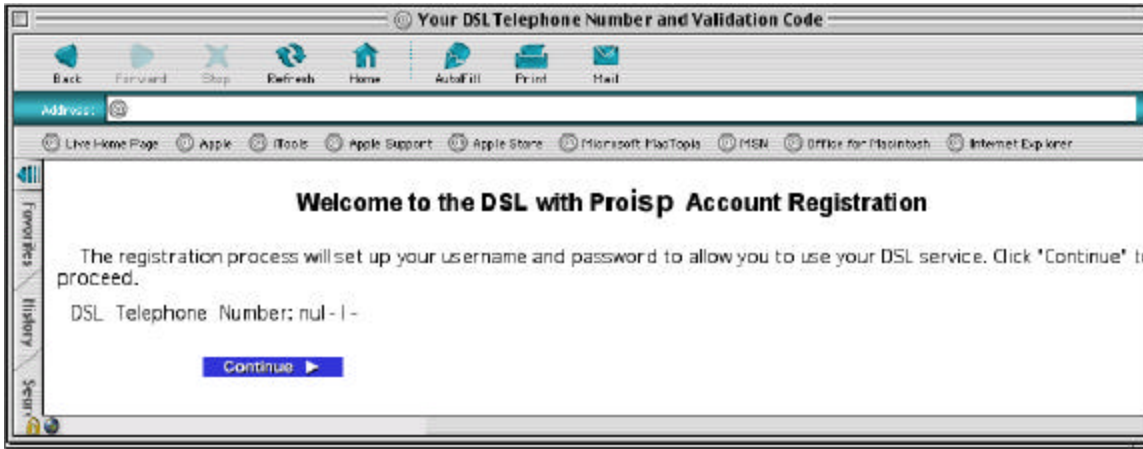 Your DSL Telephone Number and Validation Code
Back Forward Stop Refresh Home AutoFill Print Mail
Address:
Live Home Page Apple iTools Apple Support Apple Store Microsoft MacTopia MSN Office for Macintosh Internet Explorer
Favorites
History
Welcome to the DSL with Proisp Account Registration
The registration process will set up your username and password to allow you to use your DSL service. Click "Continue" to
proceed.
DSL Telephone Number: nul-l-
Continue